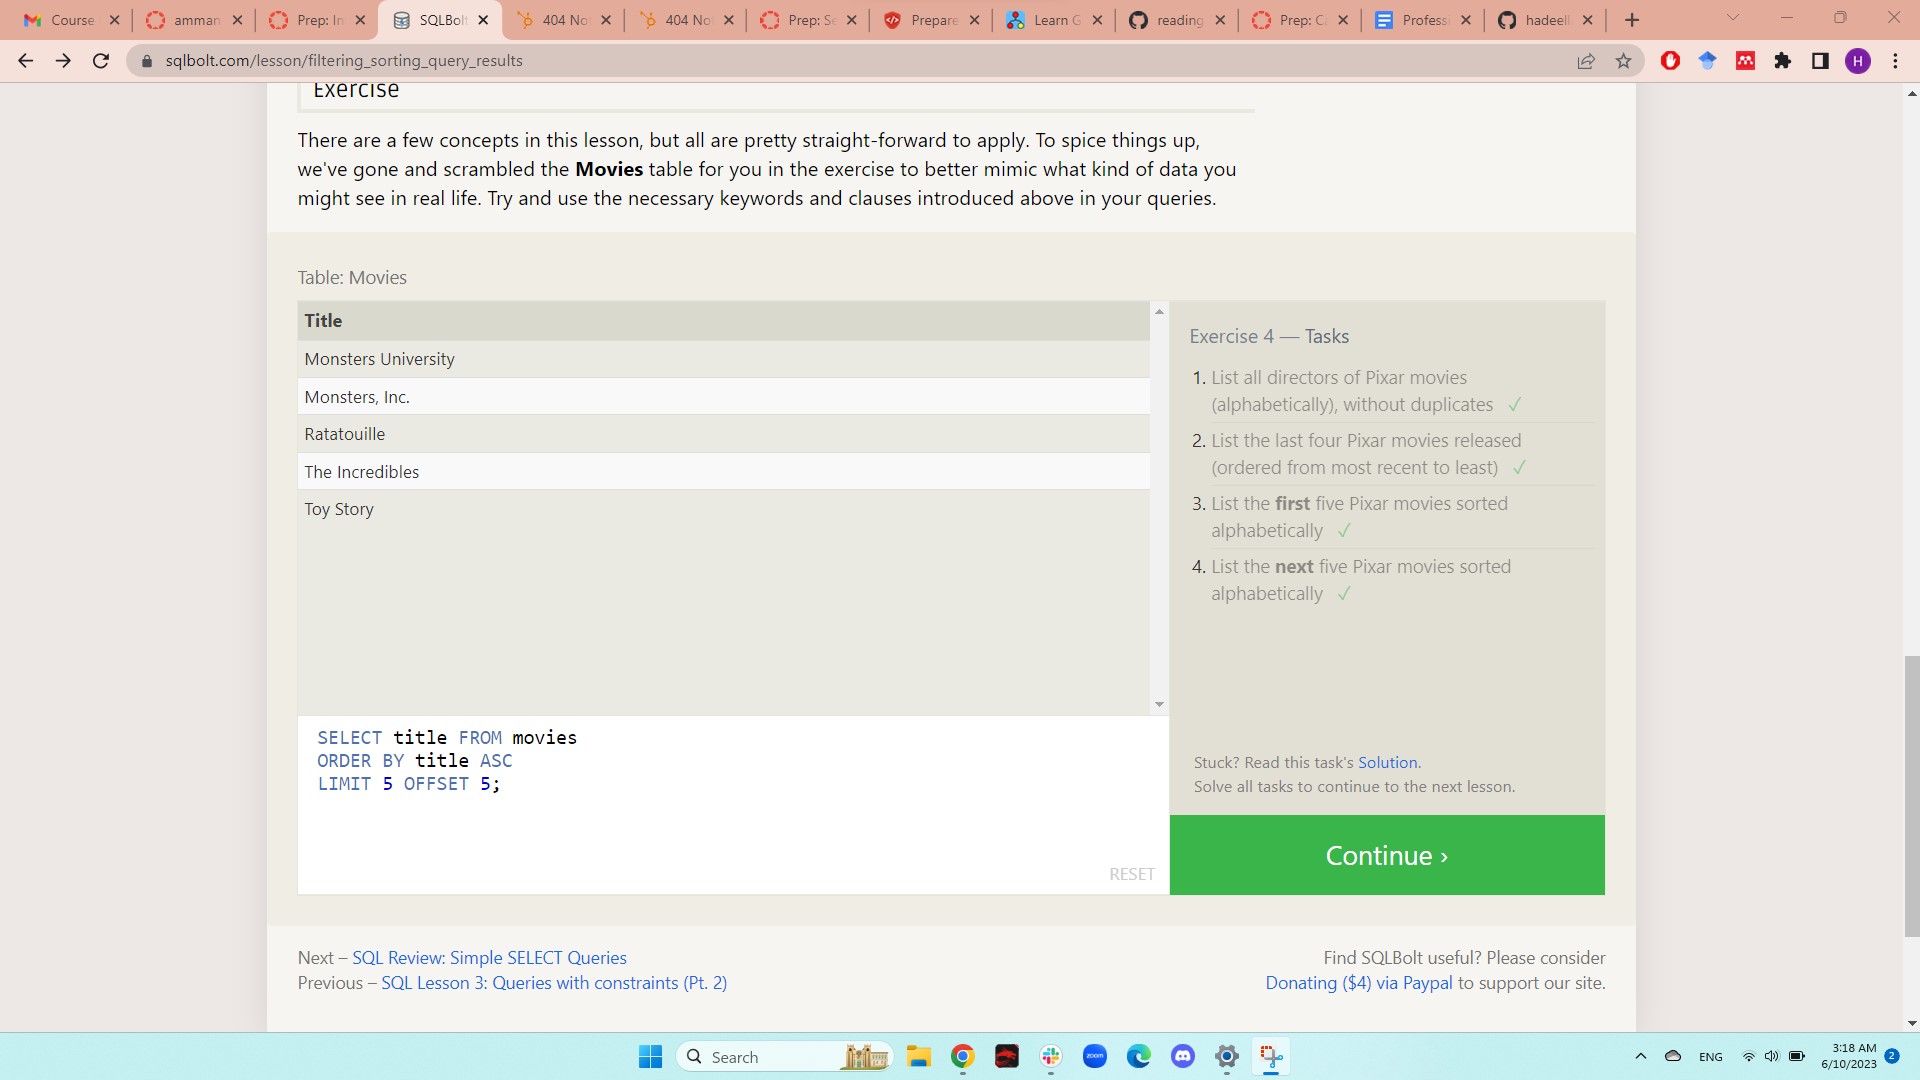 Course
amman
Prep: In
SQLBolt
404 No
404 No
Prep: Se
Prepare
Learn G
reading
Prep: C
Profess
hadeell
sqlbolt.com/lesson/filtering_sorting_query_results
H
Exercise
There are a few concepts in this lesson, but all are pretty straight-forward to apply. To spice things up,
we've gone and scrambled the Movies table for you in the exercise to better mimic what kind of data you
might see in real life. Try and use the necessary keywords and clauses introduced above in your queries.
Table: Movies
Title
Monsters University
Monsters, Inc.
Ratatouille
The Incredibles
Toy Story
SELECT title FROM movies
ORDER BY title ASC
LIMIT 5 OFFSET 5;
RESET
Exercise 4 — Tasks
1. List all directors of Pixar movies
(alphabetically), without duplicates ✓
2. List the last four Pixar movies released
(ordered from most recent to least) ✓
3. List the first five Pixar movies sorted
alphabetically ✓
4. List the next five Pixar movies sorted
alphabetically ✓
Stuck? Read this task's Solution.
Solve all tasks to continue to the next lesson.
Continue ›
Next – SQL Review: Simple SELECT Queries
Previous – SQL Lesson 3: Queries with constraints (Pt. 2)
Find SQLBolt useful? Please consider
Donating ($4) via Paypal to support our site.
Search
zoom
ENG
3:18 AM
6/10/2023
2